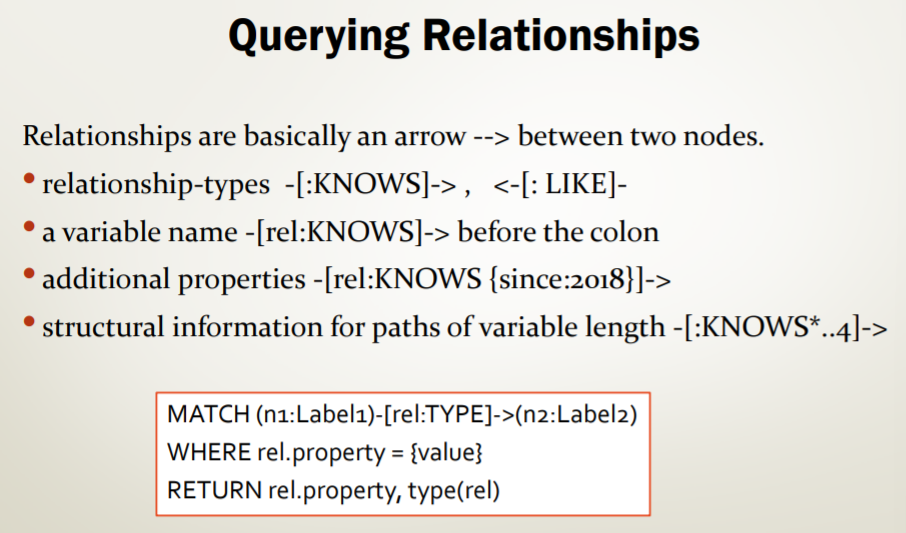 Querying Relationships
Relationships are basically an arrow --> between two nodes.
• relationship-types -[:KNOWS]-> , <-[: LIKE]-
• a variable name -[rel:KNOWS]-> before the colon
• additional properties -[rel:KNOWS {since:2018}]->
• structural information for paths of variable length -[:KNOWS*..4]->
MATCH (n1:Label1)-[rel:TYPE]->(n2:Label2)
WHERE rel.property = {value}
RETURN rel.property, type(rel)